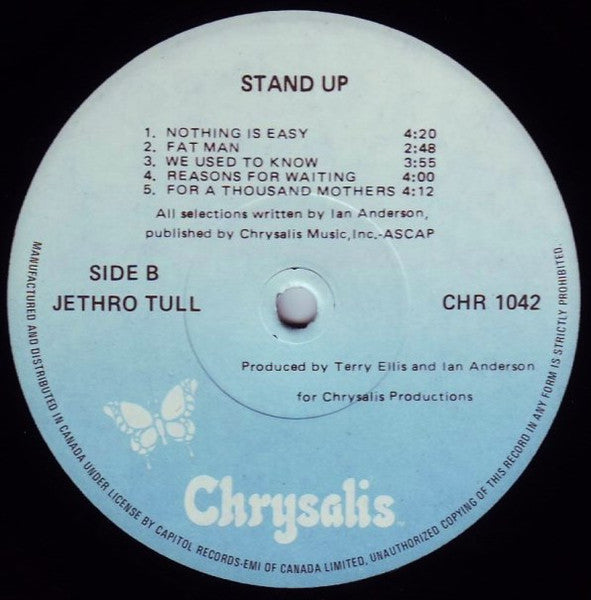 STAND UP
1. NOTHING IS EASY 4:20
2. FAT MAN 2:48
3. WE USED TO KNOW 3:55
4. REASONS FOR WAITING 4:00
5. FOR A THOUSAND MOTHERS 4:12
All selections written by Ian Anderson,
published by Chrysalis Music, Inc.-ASCAP
SIDE B
JETHRO TULL
CHR 1042
Produced by Terry Ellis and Ian Anderson
for Chrysalis Productions
Chrysalis™
MANUFACTURED AND DISTRIBUTED IN CANADA UNDER LICENSE BY CAPITOL RECORDS-EMI OF CANADA LIMITED. UNAUTHORIZED COPYING OF THIS RECORD IN ANY FORM IS STRICTLY PROHIBITED.